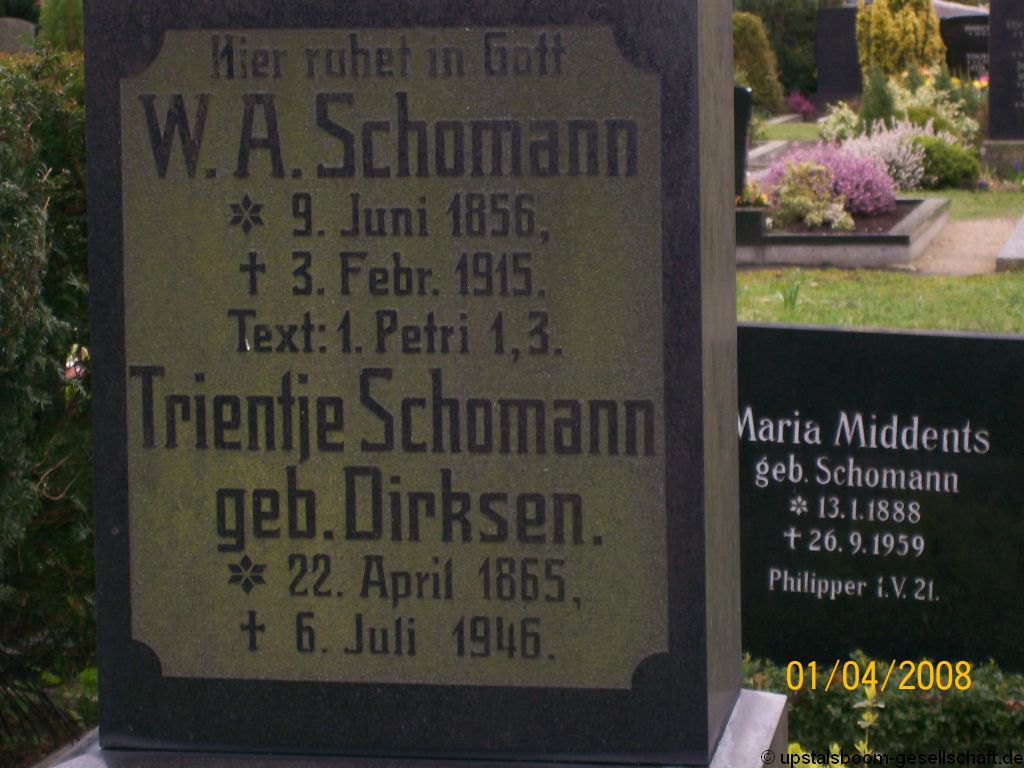 Hier ruhet in Gott
W. A. Schomann
* 9. Juni 1856,
† 3. Febr. 1915.
Text: 1. Petri 1, 3.
Trientje Schomann
geb. Dirksen.
* 22. April 1865,
† 6. Juli 1946.
Maria Middents
geb. Schomann
* 13. 1. 1888
† 26. 9. 1959
Philipper i. V. 21.
01/04/2008
© upstalsboom-gesellschaft.de